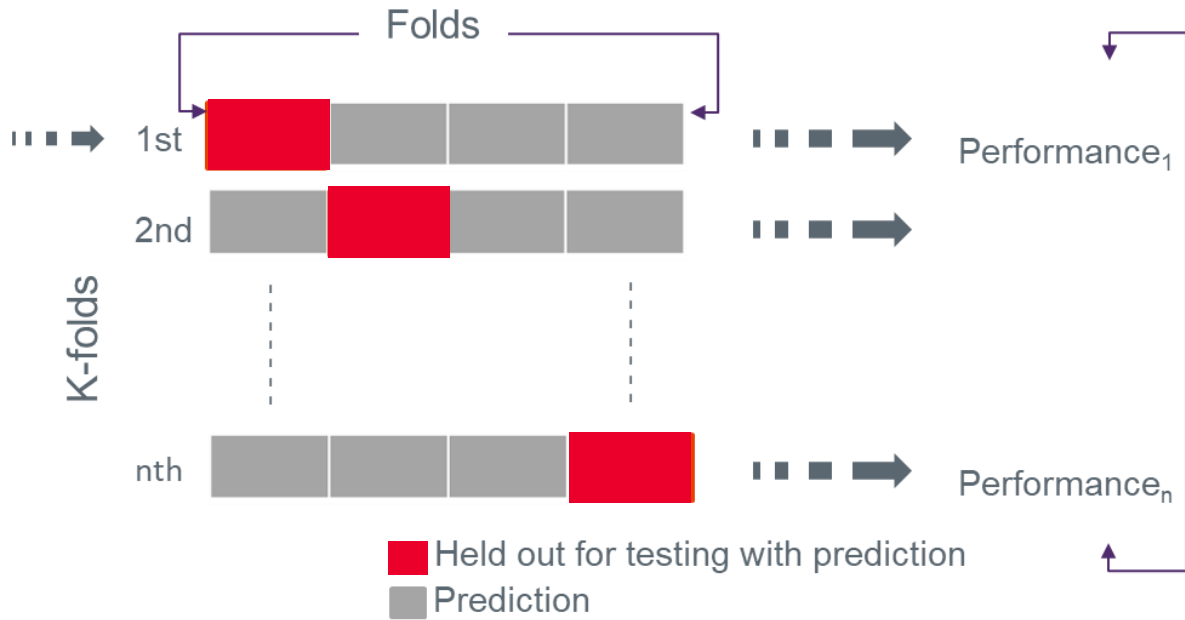 Folds
1st
Performance₁
2nd
K-folds
nth
Performanceₙ
Held out for testing with prediction
Prediction